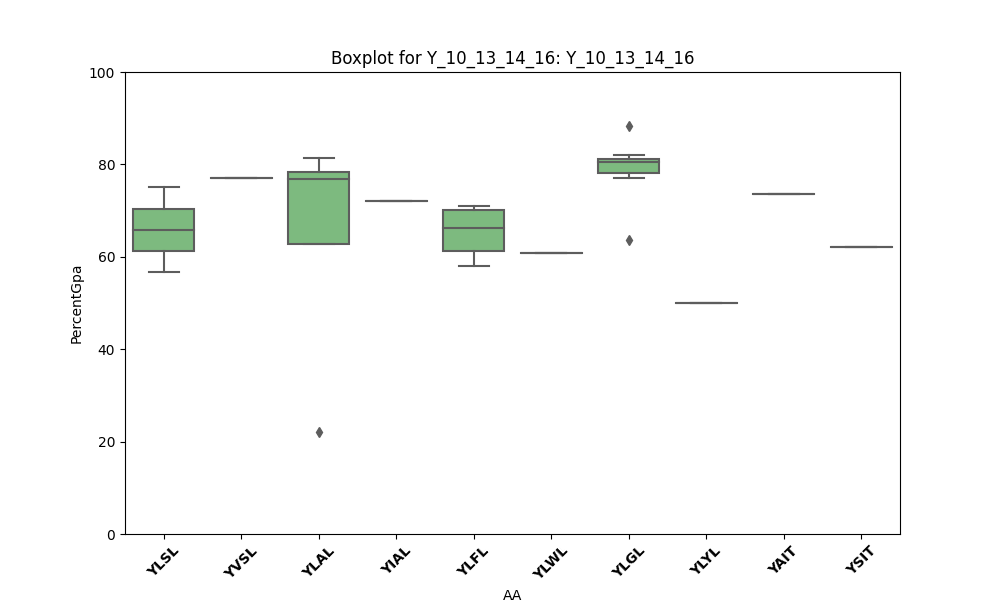 Boxplot for Y_10_13_14_16: Y_10_13_14_16
100
80
60
40
20
0
PercentGpa
YLSL
YVSL
YLAL
YIAL
YLFL
YLWL
YLGL
YLYL
YAIT
YSIT
AA